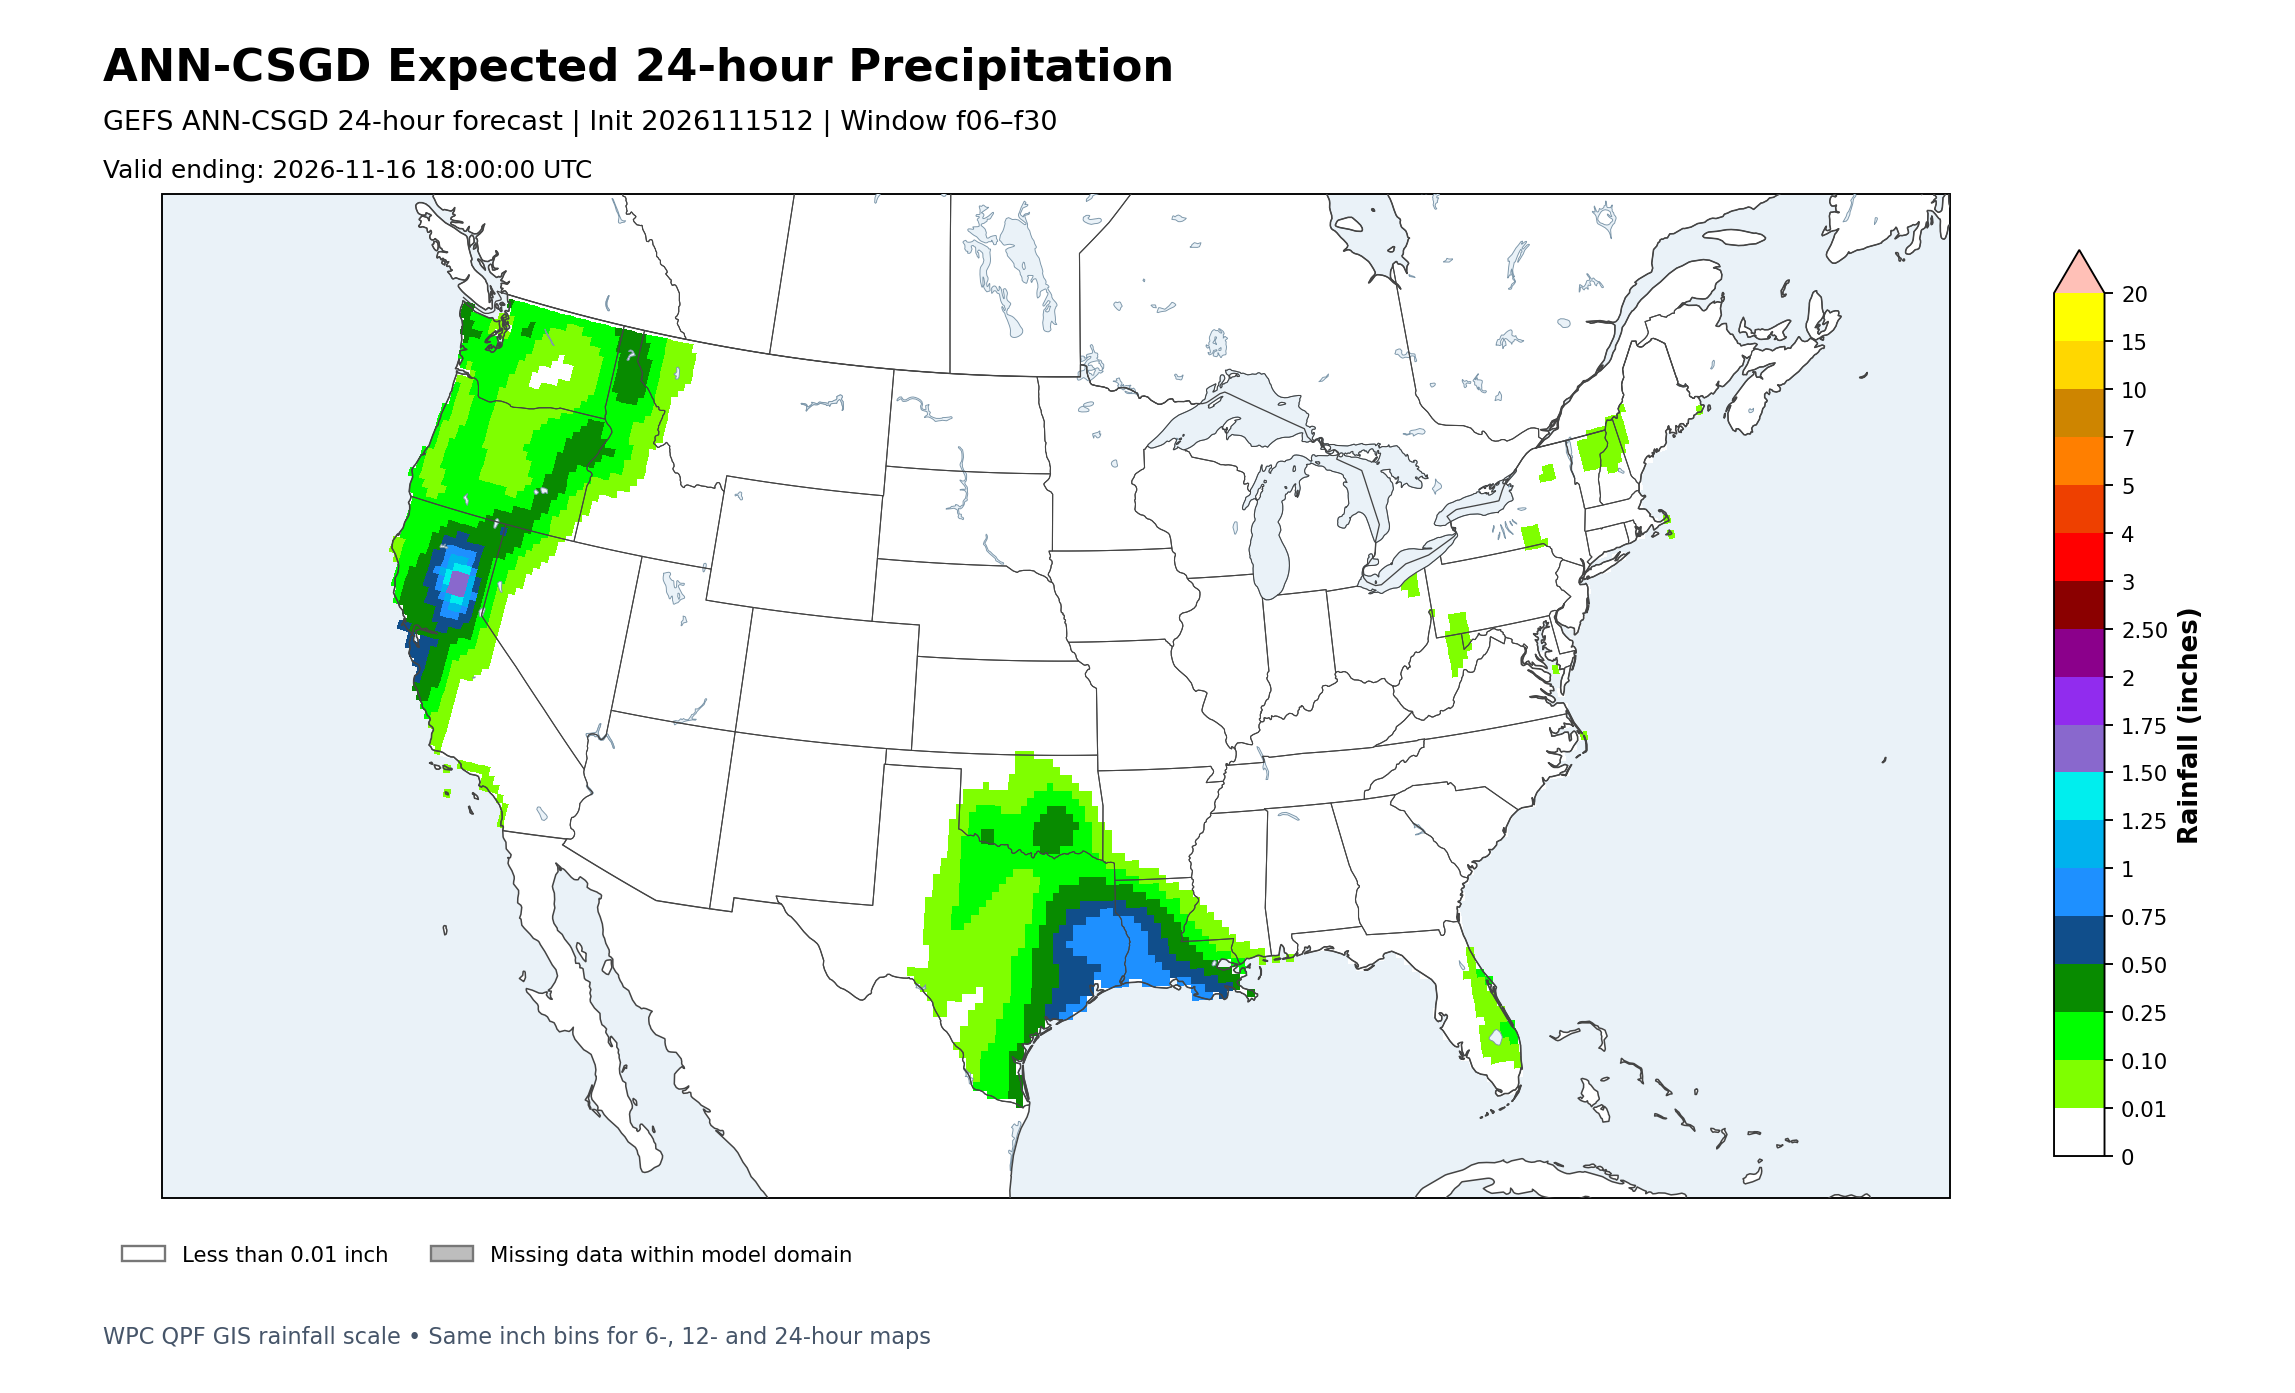 ANN-CSGD Expected 24-hour Precipitation
GEFS ANN-CSGD 24-hour forecast | Init 2026111512 | Window f06–f30
Valid ending: 2026-11-16 18:00:00 UTC
20
15
10
7
5
4
3
2.50
2
1.75
1.50
1.25
1
0.75
0.50
0.25
0.10
0.01
0
Rainfall (inches)
Less than 0.01 inch
Missing data within model domain
WPC QPF GIS rainfall scale • Same inch bins for 6-, 12- and 24-hour maps